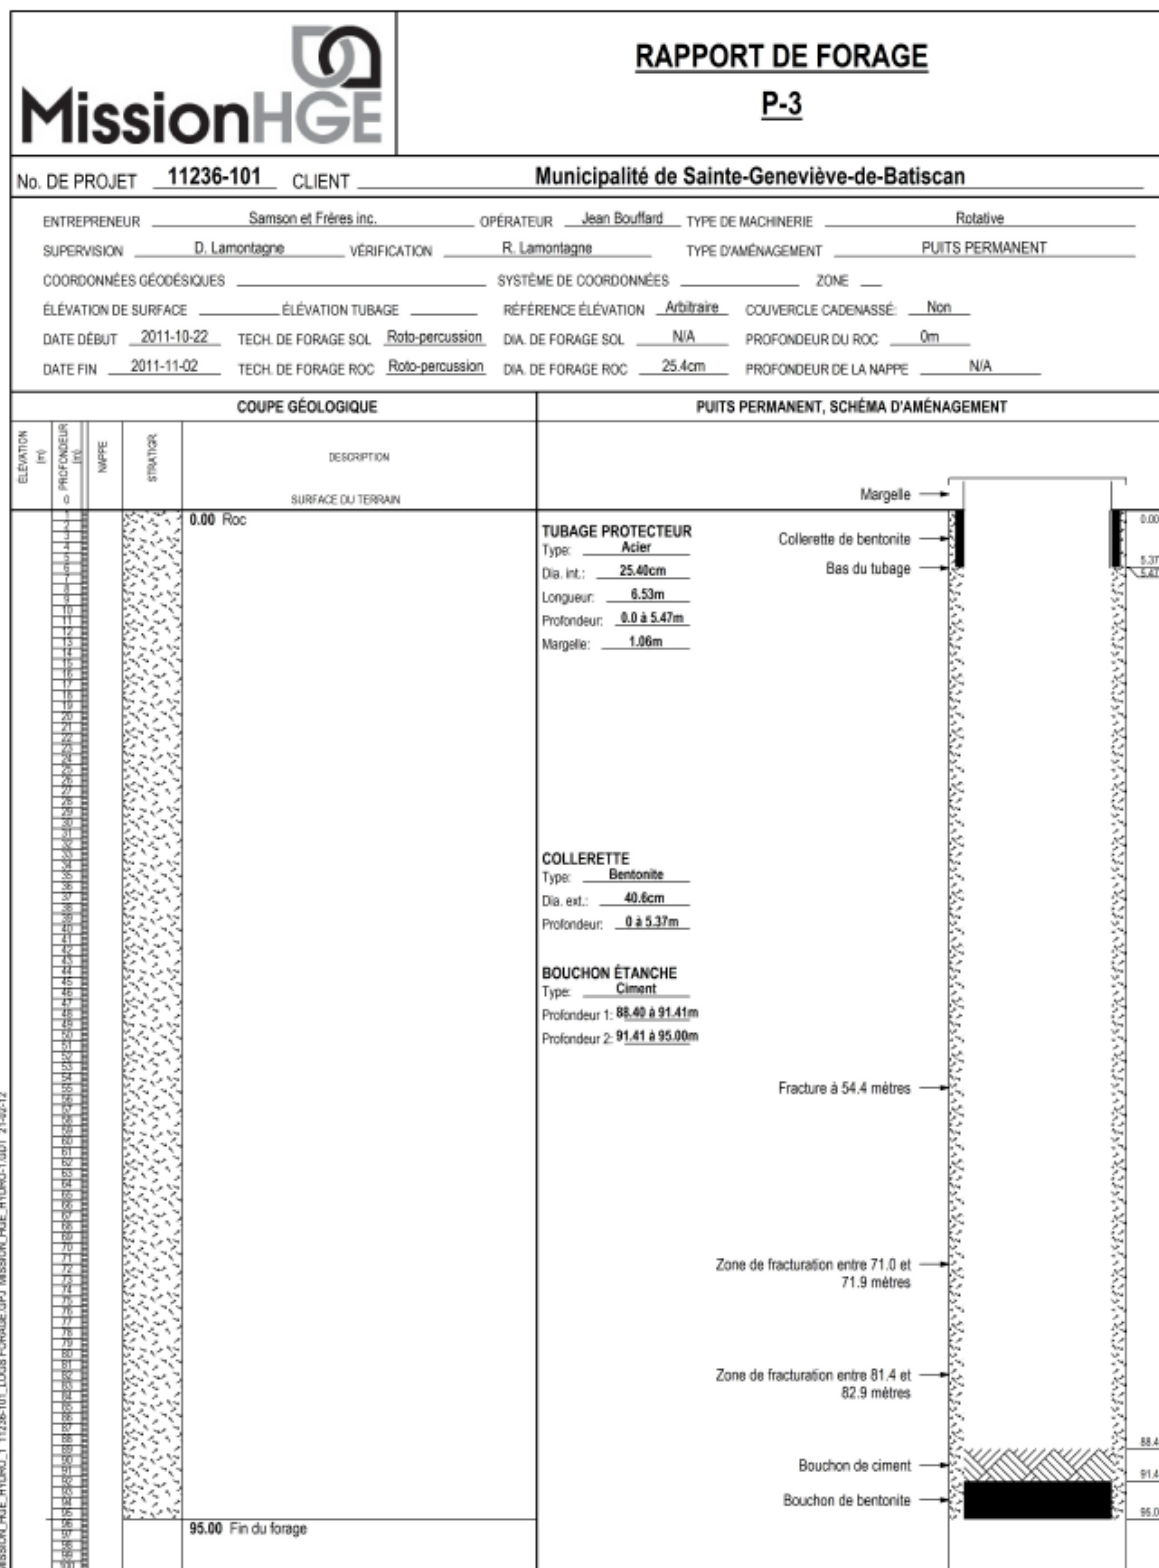 MissionHGE
RAPPORT DE FORAGE
P-3
No. DE PROJET 11236-101 CLIENT Municipalité de Sainte-Geneviève-de-Batiscan
ENTREPRENEUR Samson et Frères inc. OPÉRATEUR Jean Bouffard TYPE DE MACHINERIE Rotative
SUPERVISION D. Lamontagne VÉRIFICATION R. Lamontagne TYPE D'AMÉNAGEMENT PUITS PERMANENT
COORDONNÉES GÉODÉSIQUES SYSTÈME DE COORDONNÉES ZONE
ÉLÉVATION DE SURFACE ÉLÉVATION TUBAGE RÉFÉRENCE ÉLÉVATION Arbitraire COUVERCLE CADENASSÉ: Non
DATE DÉBUT 2011-10-22 TECH. DE FORAGE SOL Roto-percussion DIA. DE FORAGE SOL N/A PROFONDEUR DU ROC 0m
DATE FIN 2011-11-02 TECH. DE FORAGE ROC Roto-percussion DIA. DE FORAGE ROC 25.4cm PROFONDEUR DE LA NAPPE N/A
COUPE GÉOLOGIQUE PUITS PERMANENT, SCHÉMA D'AMÉNAGEMENT
ÉLÉVATION (m)
PROFONDEUR (m)
NAPPE
STRATIGR.
DESCRIPTION
0
SURFACE DU TERRAIN
Margelle
0.00 Roc
0.00
TUBAGE PROTECTEUR
Type: Acier
Collerette de bentonite
5.37
Bas du tubage
5.47
Dia. int.: 25.40cm
Longueur: 6.53m
Profondeur: 0.0 à 5.47m
Margelle: 1.06m
COLLERETTE
Type: Bentonite
Dia. ext.: 40.6cm
Profondeur: 0 à 5.37m
BOUCHON ÉTANCHE
Type: Ciment
Profondeur 1: 88.40 à 91.41m
Profondeur 2: 91.41 à 95.00m
Fracture à 54.4 mètres
Zone de fracturation entre 71.0 et
71.9 mètres
Zone de fracturation entre 81.4 et
82.9 mètres
88.4
Bouchon de ciment
91.4
Bouchon de bentonite
95.0
95.00 Fin du forage